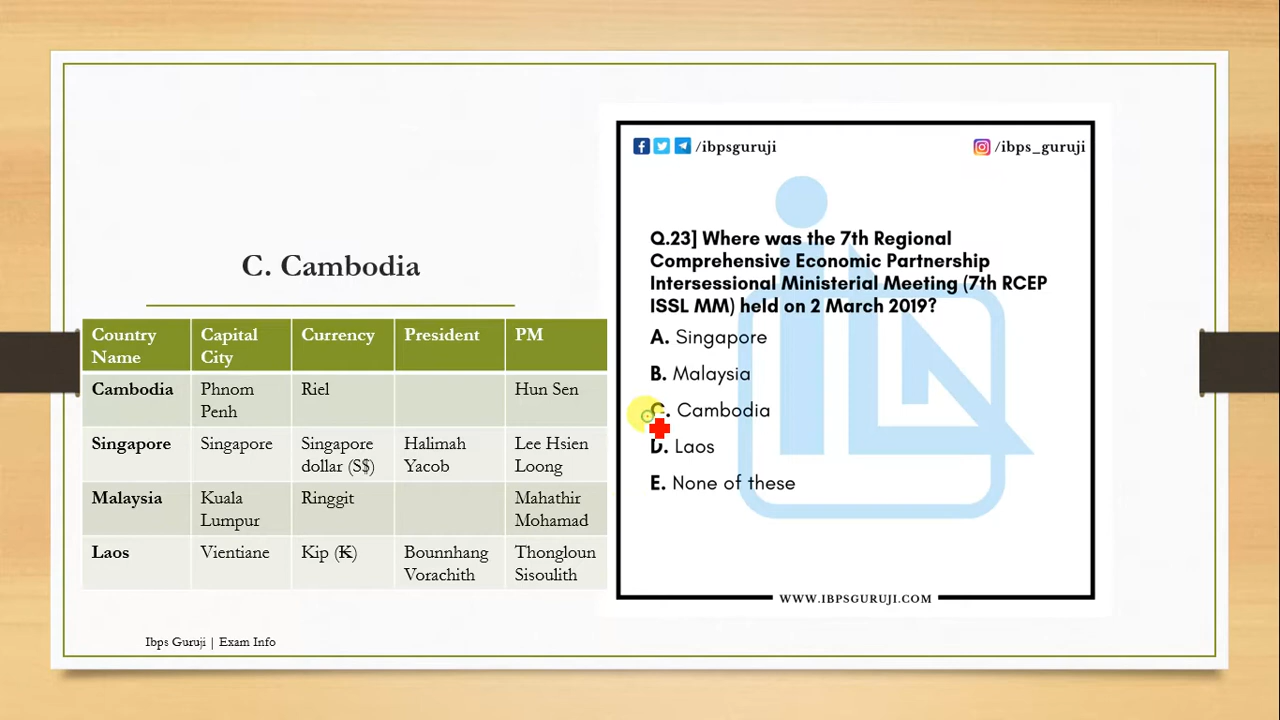 C. Cambodia
Country Name Capital City Currency President PM
Cambodia Phnom Penh Riel Hun Sen
Singapore Singapore Singapore dollar (S$) Halimah Yacob Lee Hsien Loong
Malaysia Kuala Lumpur Ringgit Mahathir Mohamad
Laos Vientiane Kip (₭) Bounnhang Vorachith Thongloun Sisoulith
Ibps Guruji | Exam Info
/ibpsguruji
/ibps_guruji
Q.23] Where was the 7th Regional
Comprehensive Economic Partnership
Intersessional Ministerial Meeting (7th RCEP
ISSL MM) held on 2 March 2019?
A. Singapore
B. Malaysia
C. Cambodia
D. Laos
E. None of these
WWW.IBPSGURUJI.COM